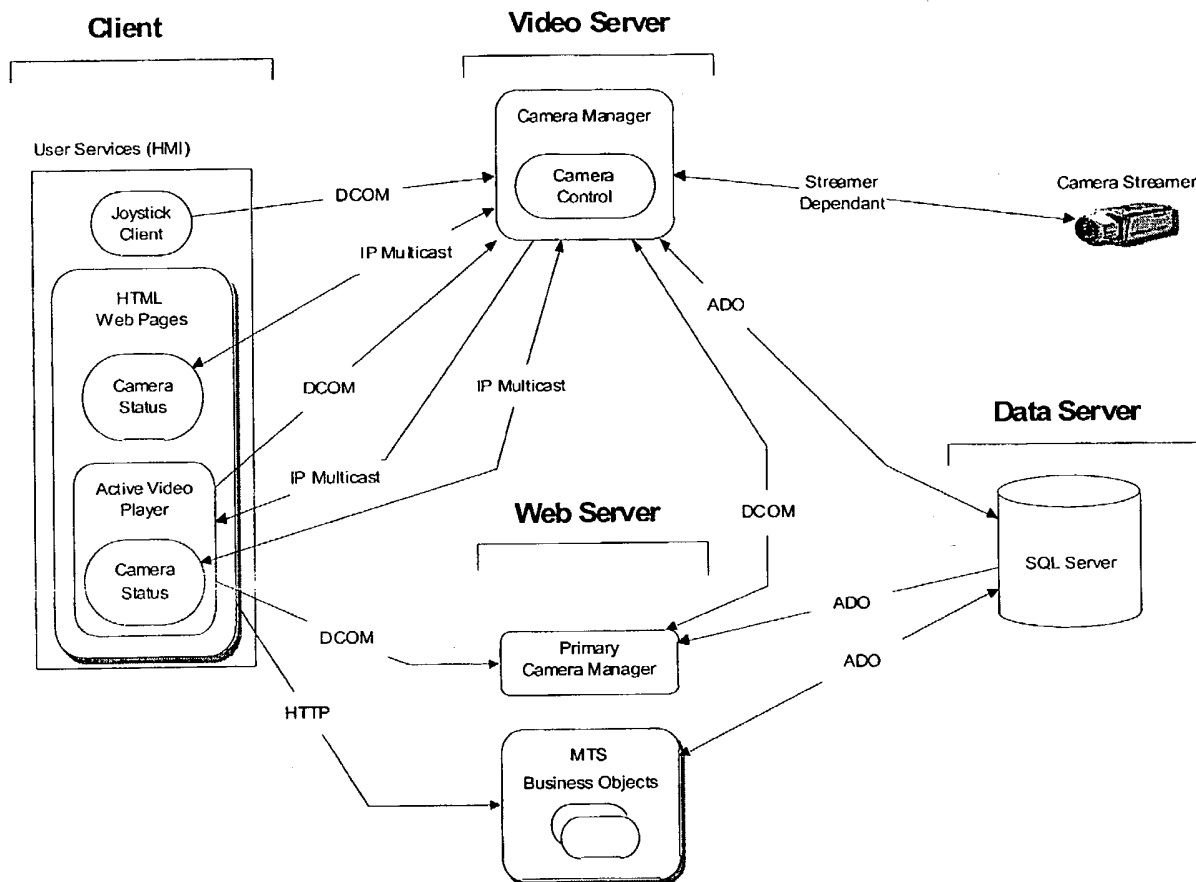 Client
Video Server
Camera Manager
Camera
Control
User Services (HMI)
Joystick
Client
DCOM
Streamer
Dependant
Camera Streamer
IP Multicast
HTML
Web Pages
ADO
Camera
Status
DCOM
IP Multicast
Data Server
Active Video
Player
IP Multicast
Web Server
DCOM
SQL Server
Camera
Status
ADO
DCOM
Primary
Camera Manager
ADO
HTTP
MTS
Business Objects